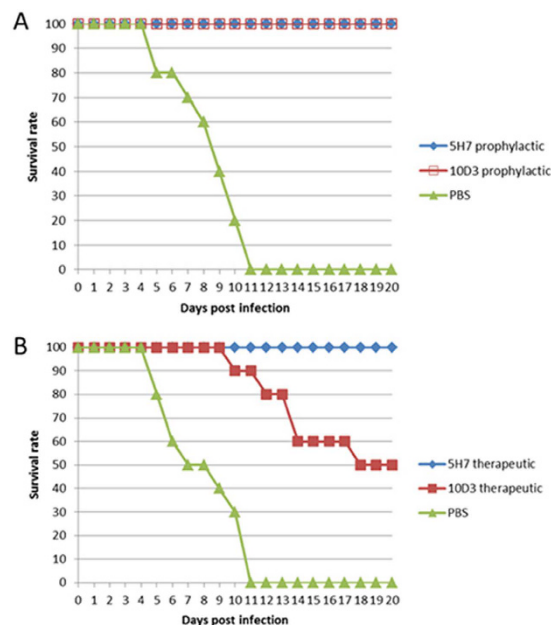 A
100
90
80
70
60
50
40
30
20
10
0
Survival rate
0 1 2 3 4 5 6 7 8 9 10 11 12 13 14 15 16 17 18 19 20
Days post infection
5H7 prophylactic
10D3 prophylactic
PBS
B
100
90
80
70
60
50
40
30
20
10
0
Survival rate
0 1 2 3 4 5 6 7 8 9 10 11 12 13 14 15 16 17 18 19 20
Days post infection
5H7 therapeutic
10D3 therapeutic
PBS